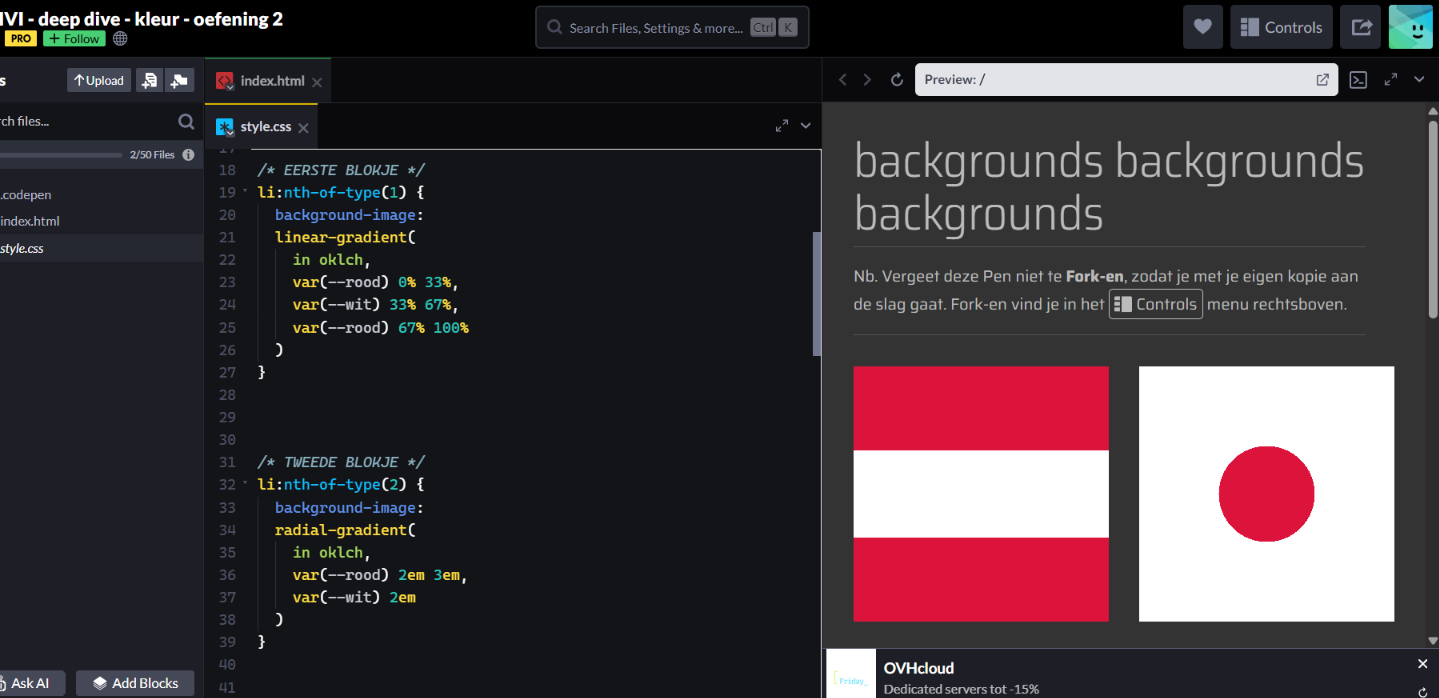 IVI - deep dive - kleur - oefening 2
PRO + Follow
Search Files, Settings & more... Ctrl K
Controls
s
Upload
ch files...
2/50 Files
.codepen
index.html
style.css
Ask AI
Add Blocks
index.html
style.css
17
18 /* EERSTE BLOKJE */
19 li:nth-of-type(1) {
20 background-image:
21 linear-gradient(
22 in oklch,
23 var(--rood) 0% 33%,
24 var(--wit) 33% 67%,
25 var(--rood) 67% 100%
26 )
27 }
28
29
30
31 /* TWEEDE BLOKJE */
32 li:nth-of-type(2) {
33 background-image:
34 radial-gradient(
35 in oklch,
36 var(--rood) 2em 3em,
37 var(--wit) 2em
38 )
39 }
40
41
Preview: /
backgrounds backgrounds
backgrounds
Nb. Vergeet deze Pen niet te Fork-en, zodat je met je eigen kopie aan
de slag gaat. Fork-en vind je in het Controls menu rechtsboven.
[Friday_
OVHcloud
Dedicated servers tot -15%